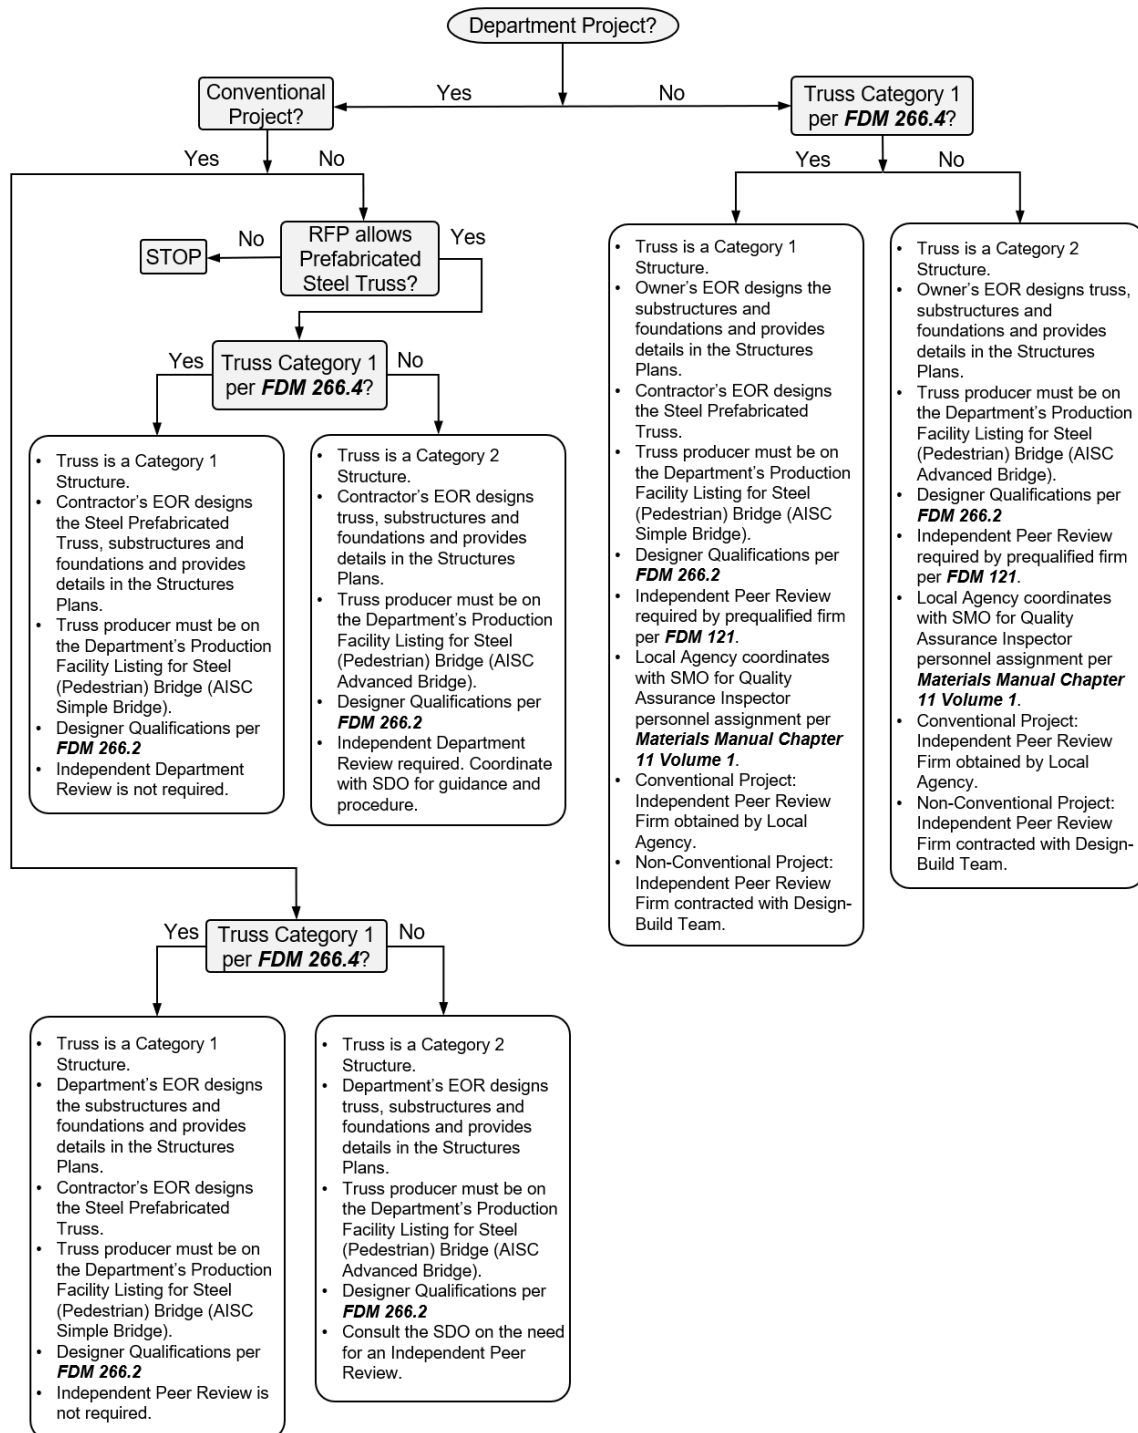 Department Project?
Conventional
Project?
Yes
No
Truss Category 1
per FDM 266.4?
Yes
No
Yes
No
STOP
No
RFP allows
Prefabricated
Steel Truss?
Yes
Yes
Truss Category 1
per FDM 266.4?
No
• Truss is a Category 1
Structure.
• Contractor's EOR designs
the Steel Prefabricated
Truss, substructures and
foundations and provides
details in the Structures
Plans.
• Truss producer must be on
the Department's Production
Facility Listing for Steel
(Pedestrian) Bridge (AISC
Simple Bridge).
• Designer Qualifications per
FDM 266.2
• Independent Department
Review is not required.
• Truss is a Category 2
Structure.
• Contractor's EOR designs
truss, substructures and
foundations and provides
details in the Structures
Plans.
• Truss producer must be on
the Department's Production
Facility Listing for Steel
(Pedestrian) Bridge (AISC
Advanced Bridge).
• Designer Qualifications per
FDM 266.2
• Independent Department
Review required. Coordinate
with SDO for guidance and
procedure.
• Truss is a Category 1
Structure.
• Owner's EOR designs the
substructures and
foundations and provides
details in the Structures
Plans.
• Contractor's EOR designs
the Steel Prefabricated
Truss.
• Truss producer must be on
the Department's Production
Facility Listing for Steel
(Pedestrian) Bridge (AISC
Simple Bridge).
• Designer Qualifications per
FDM 266.2
• Independent Peer Review
required by prequalified firm
per FDM 121.
• Local Agency coordinates
with SMO for Quality
Assurance Inspector
personnel assignment per
Materials Manual Chapter
11 Volume 1.
• Conventional Project:
Independent Peer Review
Firm obtained by Local
Agency.
• Non-Conventional Project:
Independent Peer Review
Firm contracted with Design-
Build Team.
• Truss is a Category 2
Structure.
• Owner's EOR designs truss,
substructures and
foundations and provides
details in the Structures
Plans.
• Truss producer must be on
the Department's Production
Facility Listing for Steel
(Pedestrian) Bridge (AISC
Advanced Bridge).
• Designer Qualifications per
FDM 266.2
• Independent Peer Review
required by prequalified firm
per FDM 121.
• Local Agency coordinates
with SMO for Quality
Assurance Inspector
personnel assignment per
Materials Manual Chapter
11 Volume 1.
• Conventional Project:
Independent Peer Review
Firm obtained by Local
Agency.
• Non-Conventional Project:
Independent Peer Review
Firm contracted with Design-
Build Team.
Yes
Truss Category 1
per FDM 266.4?
No
• Truss is a Category 1
Structure.
• Department's EOR designs
the substructures and
foundations and provides
details in the Structures
Plans.
• Contractor's EOR designs
the Steel Prefabricated
Truss.
• Truss producer must be on
the Department's Production
Facility Listing for Steel
(Pedestrian) Bridge (AISC
Simple Bridge).
• Designer Qualifications per
FDM 266.2
• Independent Peer Review is
not required.
• Truss is a Category 2
Structure.
• Department's EOR designs
truss, substructures and
foundations and provides
details in the Structures
Plans.
• Truss producer must be on
the Department's Production
Facility Listing for Steel
(Pedestrian) Bridge (AISC
Advanced Bridge).
• Designer Qualifications per
FDM 266.2
• Consult the SDO on the need
for an Independent Peer
Review.